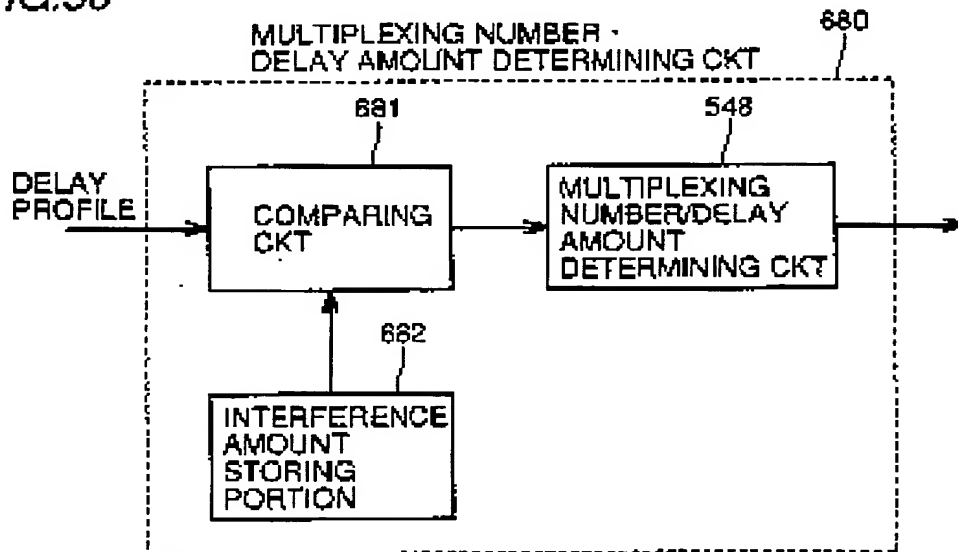 MULTIPLEXING NUMBER ·
DELAY AMOUNT DETERMINING CKT
680
681
548
DELAY
PROFILE
COMPARING
CKT
MULTIPLEXING
NUMBER/DELAY
AMOUNT
DETERMINING CKT
682
INTERFERENCE
AMOUNT
STORING
PORTION